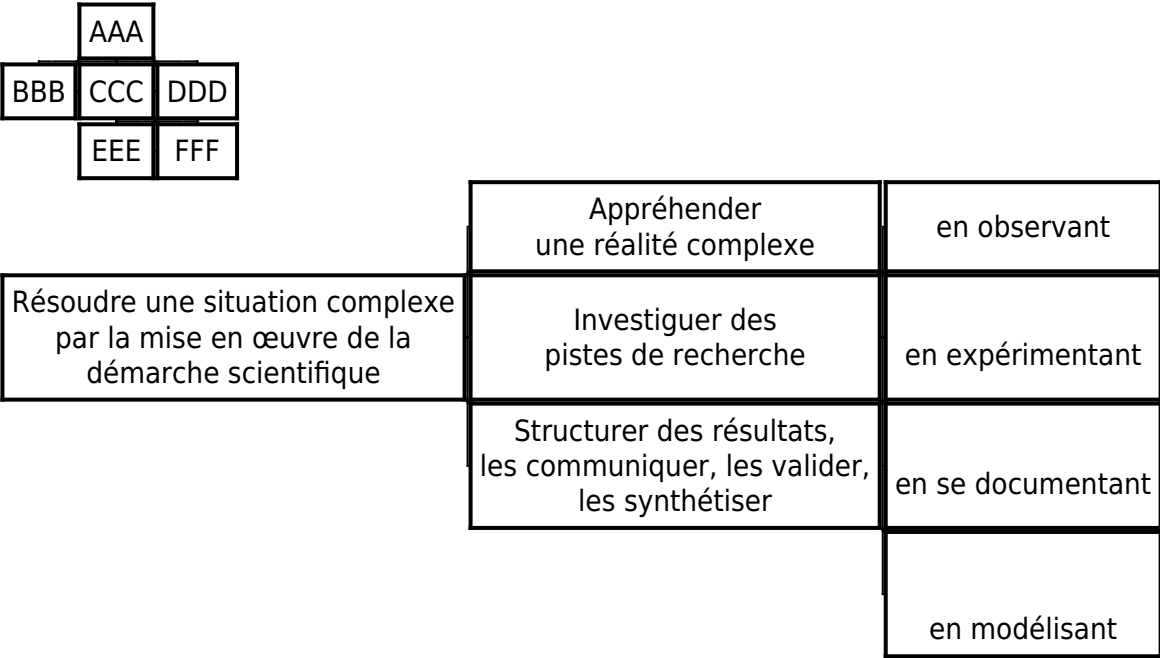 AAA
BBB CCC DDD
EEE FFF
Appréhender
une réalité complexe
en observant
Résoudre une situation complexe
par la mise en œuvre de la
démarche scientifique
Investiguer des
pistes de recherche
en expérimentant
Structurer des résultats,
les communiquer, les valider,
les synthétiser
en se documentant
en modélisant